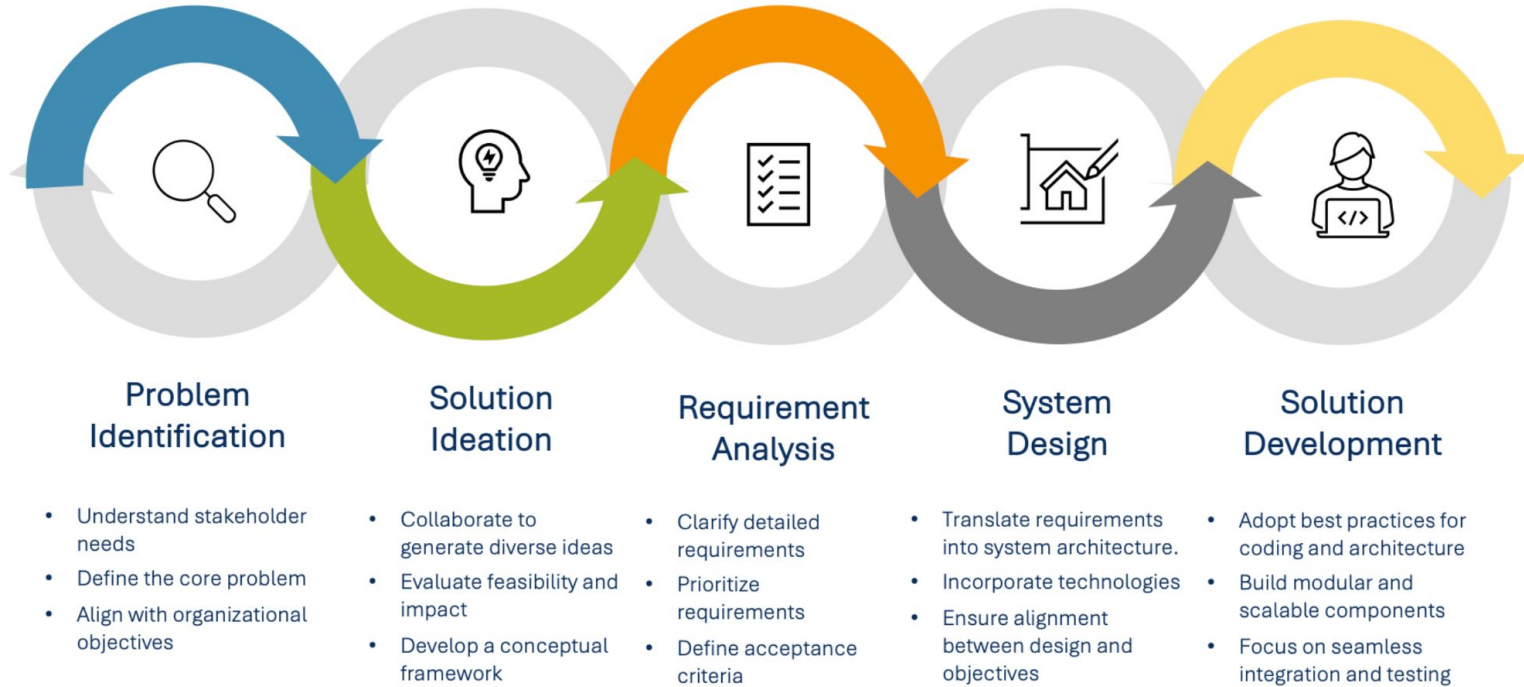 </>
Problem
Identification
• Understand stakeholder
needs
• Define the core problem
• Align with organizational
objectives
Solution
Ideation
• Collaborate to
generate diverse ideas
• Evaluate feasibility and
impact
• Develop a conceptual
framework
Requirement
Analysis
• Clarify detailed
requirements
• Prioritize
requirements
• Define acceptance
criteria
System
Design
• Translate requirements
into system architecture.
• Incorporate technologies
• Ensure alignment
between design and
objectives
Solution
Development
• Adopt best practices for
coding and architecture
• Build modular and
scalable components
• Focus on seamless
integration and testing